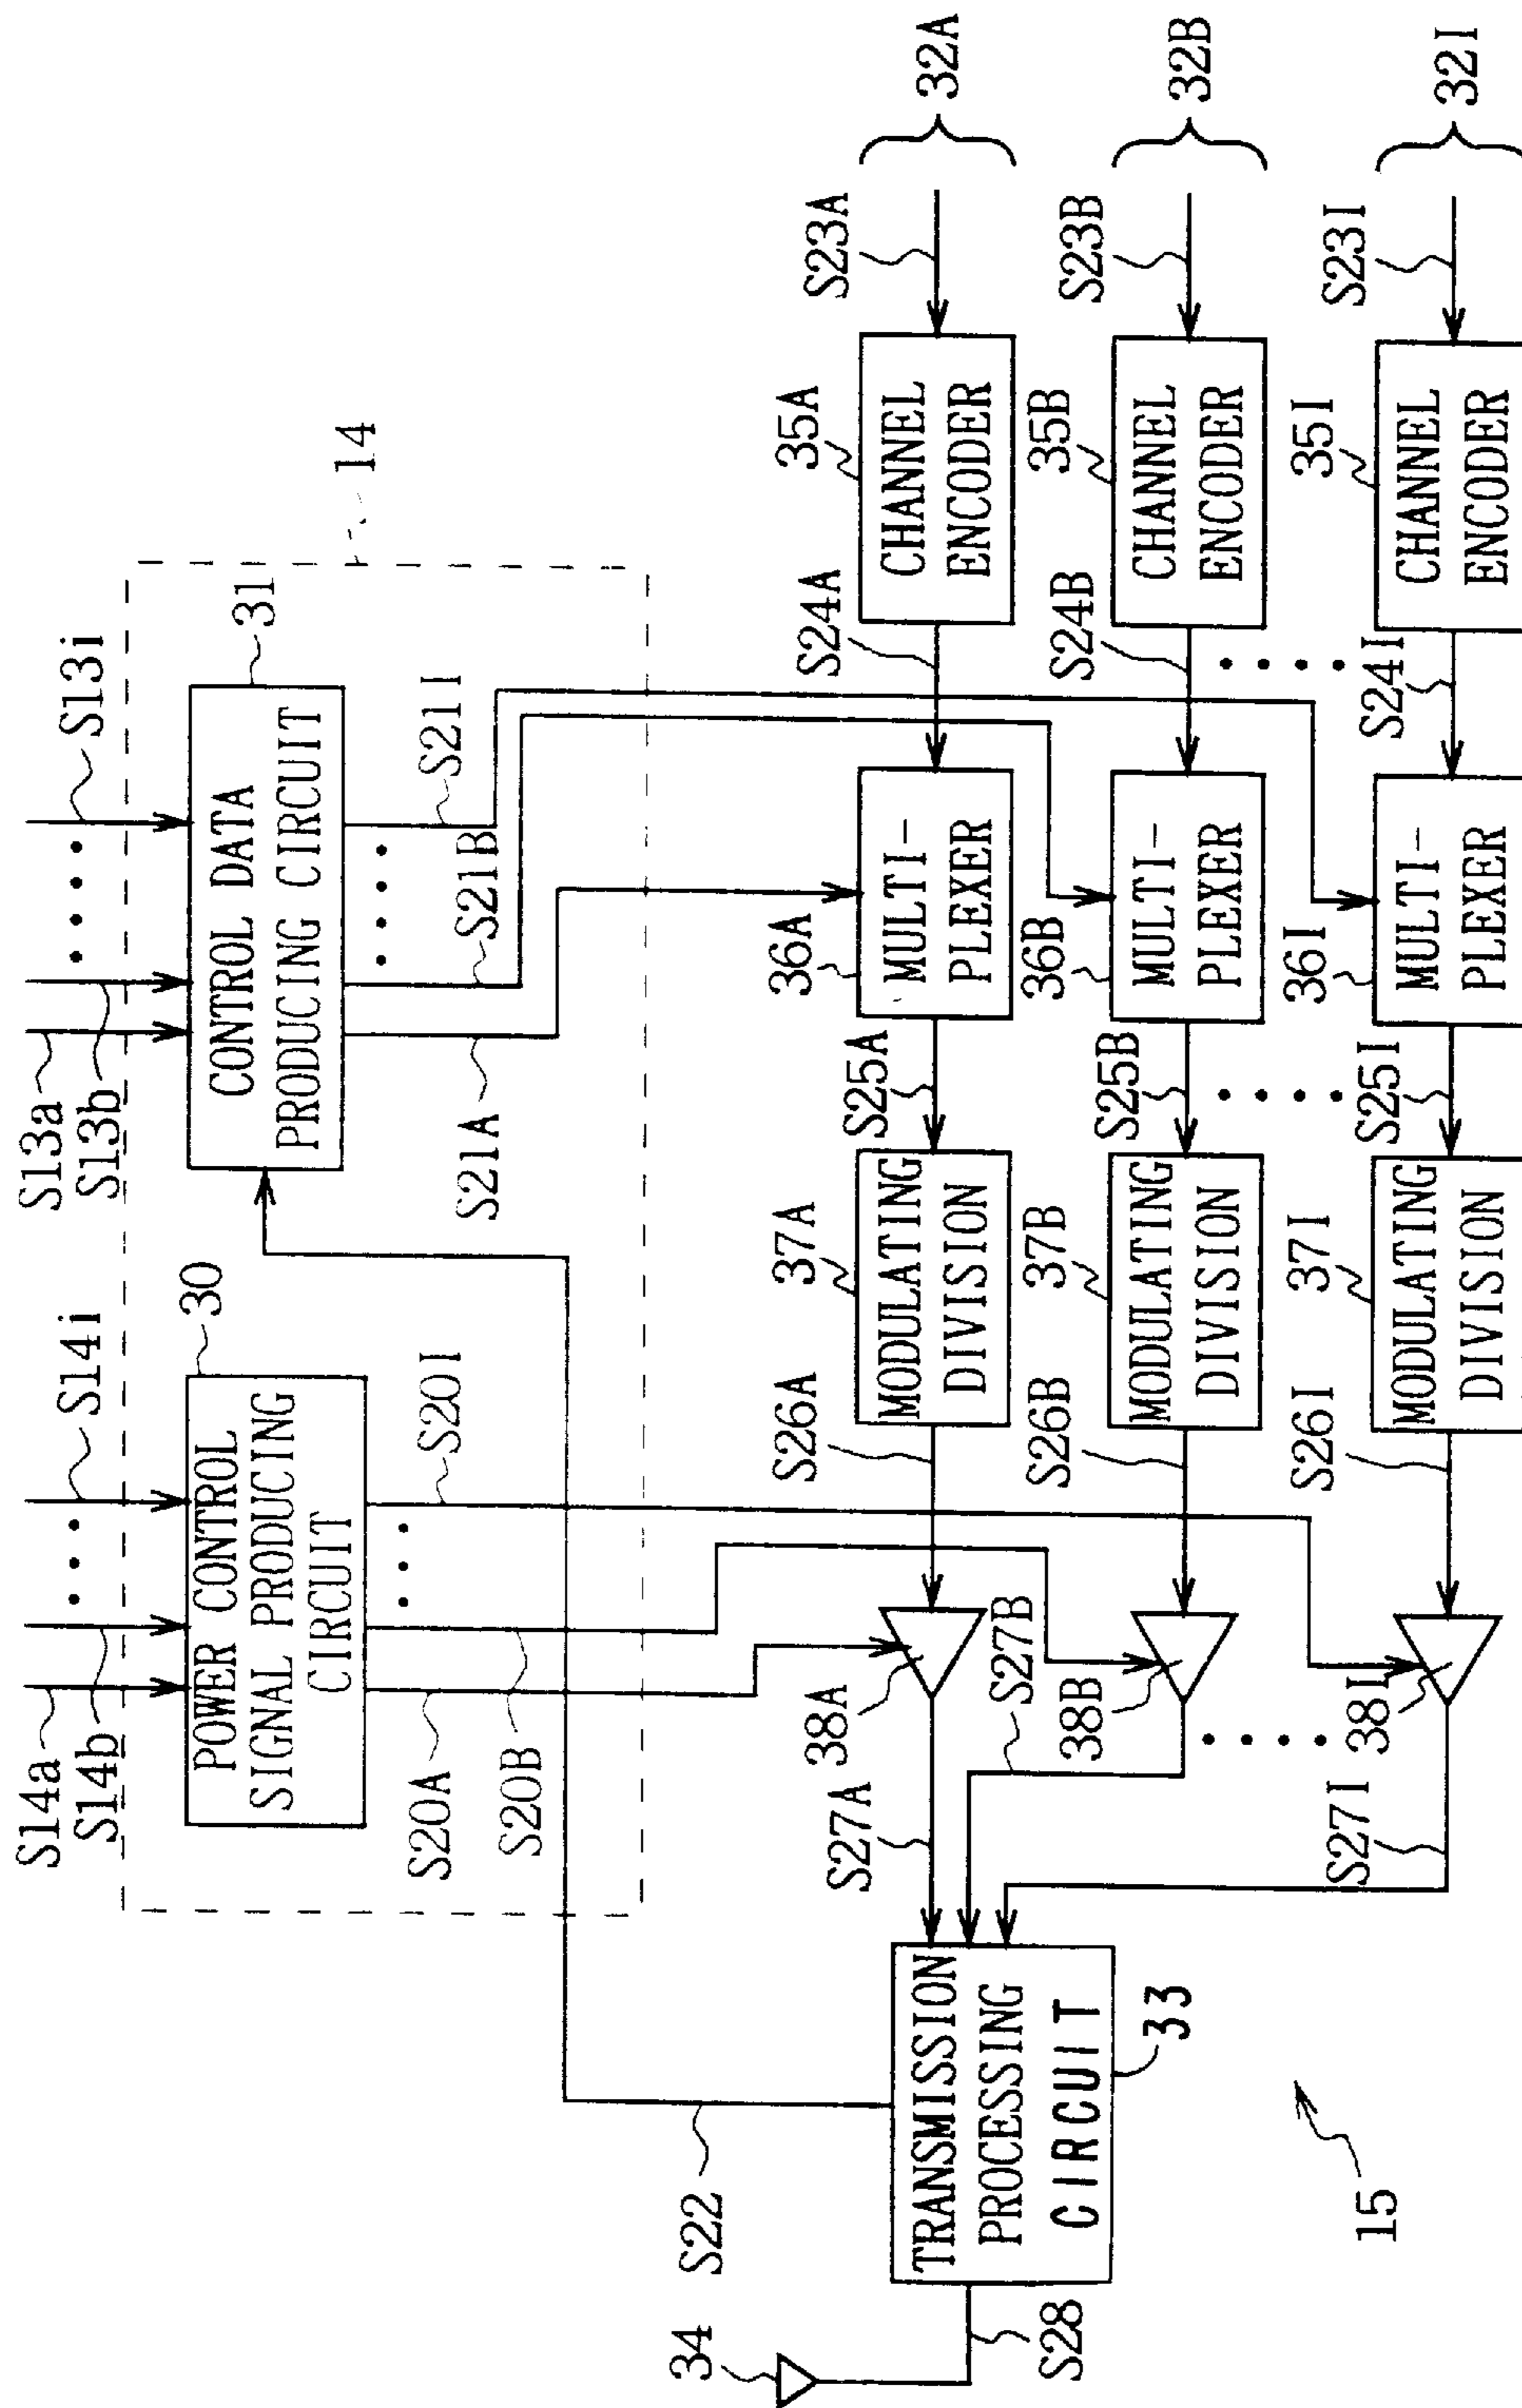 S14a
S14b
S14i
S13a
S13b
S13i
14
30
POWER CONTROL
SIGNAL PRODUCING
CIRCUIT
31
CONTROL DATA
PRODUCING CIRCUIT
S20A
S20B
S20I
S21A
S21B
S21I
S22
34
S28
TRANSMISSION
PROCESSING
CIRCUIT
33
15
S27A
38A
S26A
37A
MODULATING
DIVISION
S25A
36A
MULTI-
PLEXER
S24A
35A
CHANNEL
ENCODER
S23A
32A
S27B
38B
S26B
37B
MODULATING
DIVISION
S25B
36B
MULTI-
PLEXER
S24B
35B
CHANNEL
ENCODER
S23B
32B
S27I
38I
S26I
37I
MODULATING
DIVISION
S25I
36I
MULTI-
PLEXER
S24I
35I
CHANNEL
ENCODER
S23I
32I